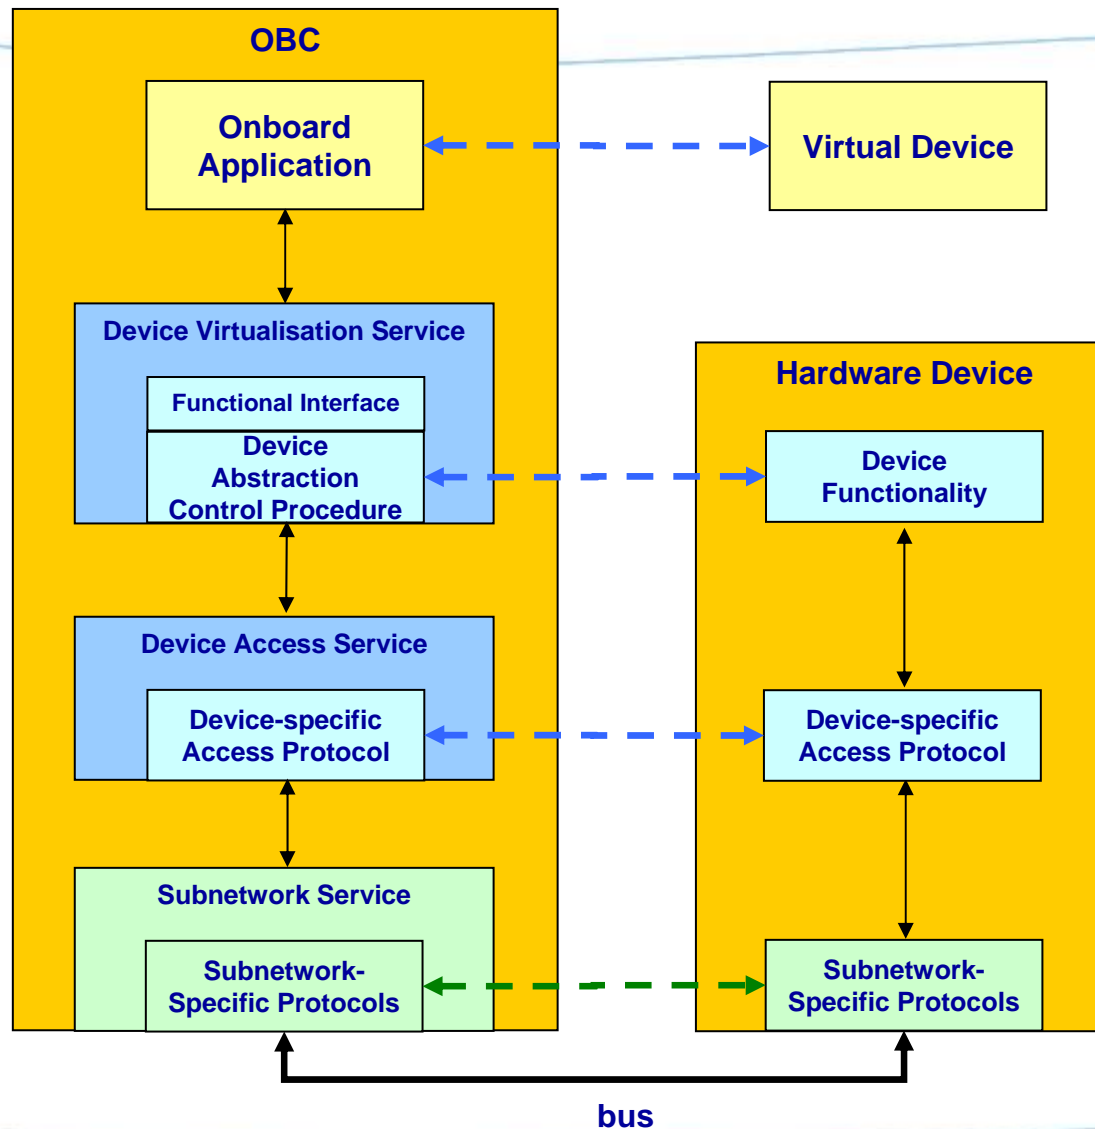 OBC
Onboard
Application
Virtual Device
Device Virtualisation Service
Functional Interface
Device
Abstraction
Control Procedure
Hardware Device
Device
Functionality
Device Access Service
Device-specific
Access Protocol
Device-specific
Access Protocol
Subnetwork Service
Subnetwork-
Specific Protocols
Subnetwork-
Specific Protocols
bus